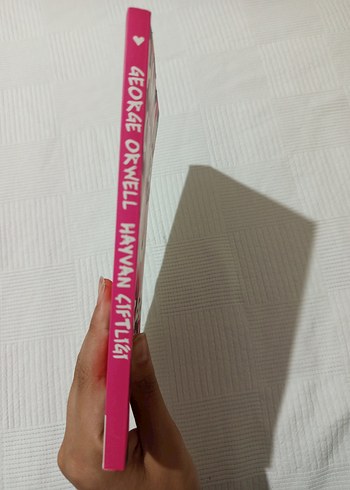 GEORGE ORWELL HAYVAN ÇİFTLİĞİ